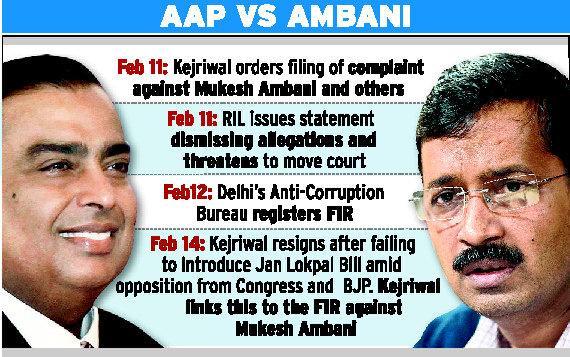 AAP VS AMBANI
Feb 11: Kejriwal orders filing of complaint
against Mukesh Ambani and others
Feb 11: RIL issues statement
dismissing allegations and
threatens to move court
Feb12: Delhi's Anti-Corruption
Bureau registers FIR
Feb 14: Kejriwal resigns after failing
to introduce Jan Lokpal Bill amid
opposition from Congress and BJP. Kejriwal
links this to the FIR against
Mukesh Ambani